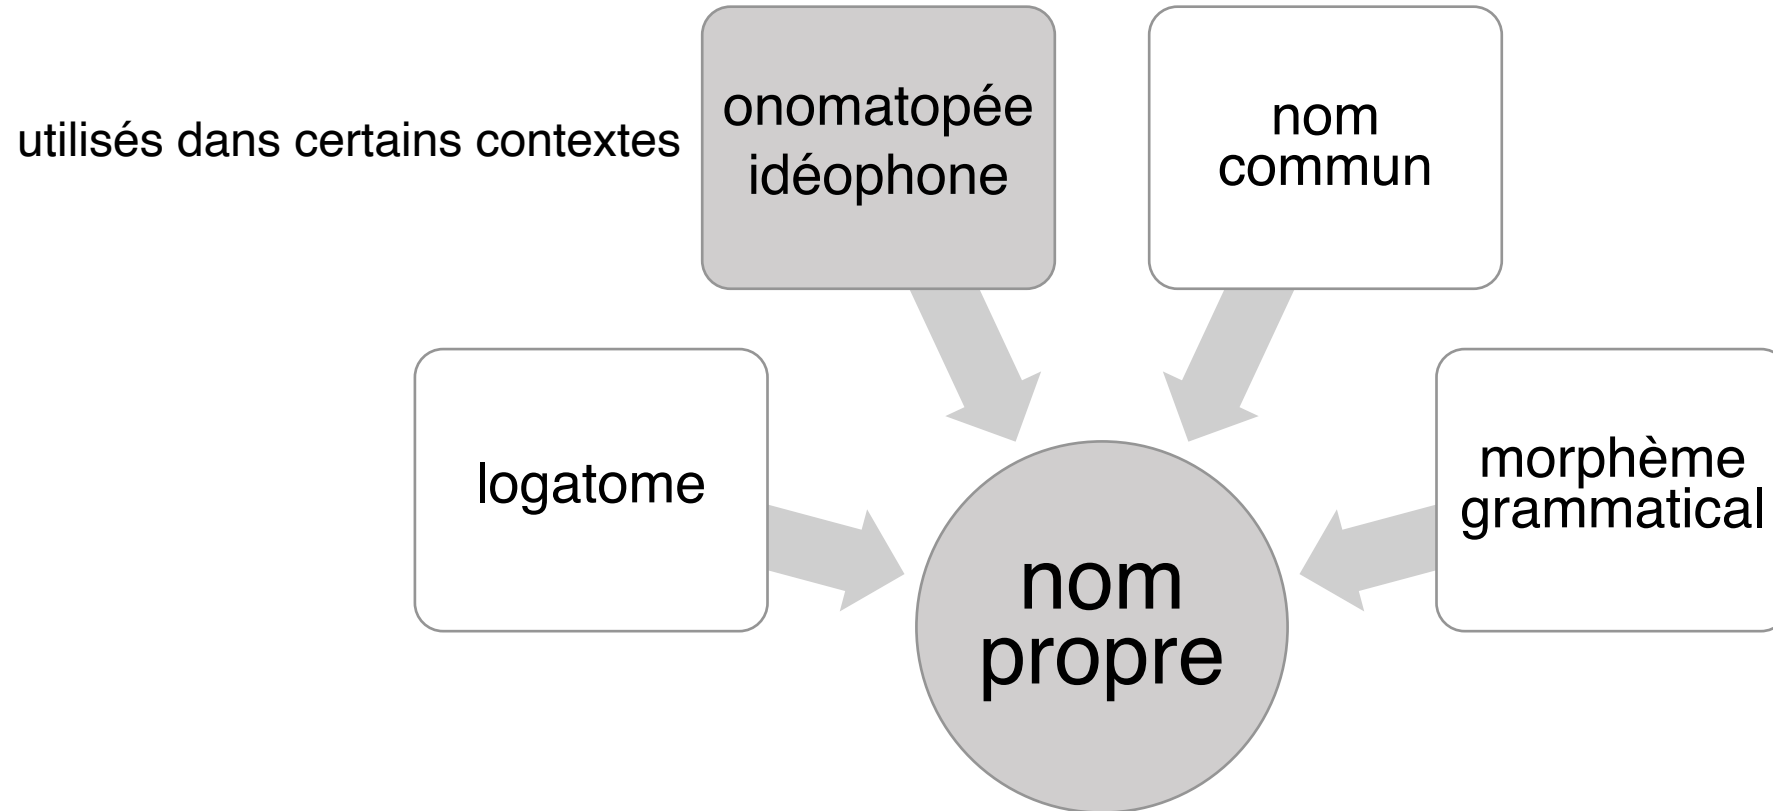 utilisés dans certains contextes
onomatopée
idéophone
nom
commun
logatome
morphème
grammatical
nom
propre